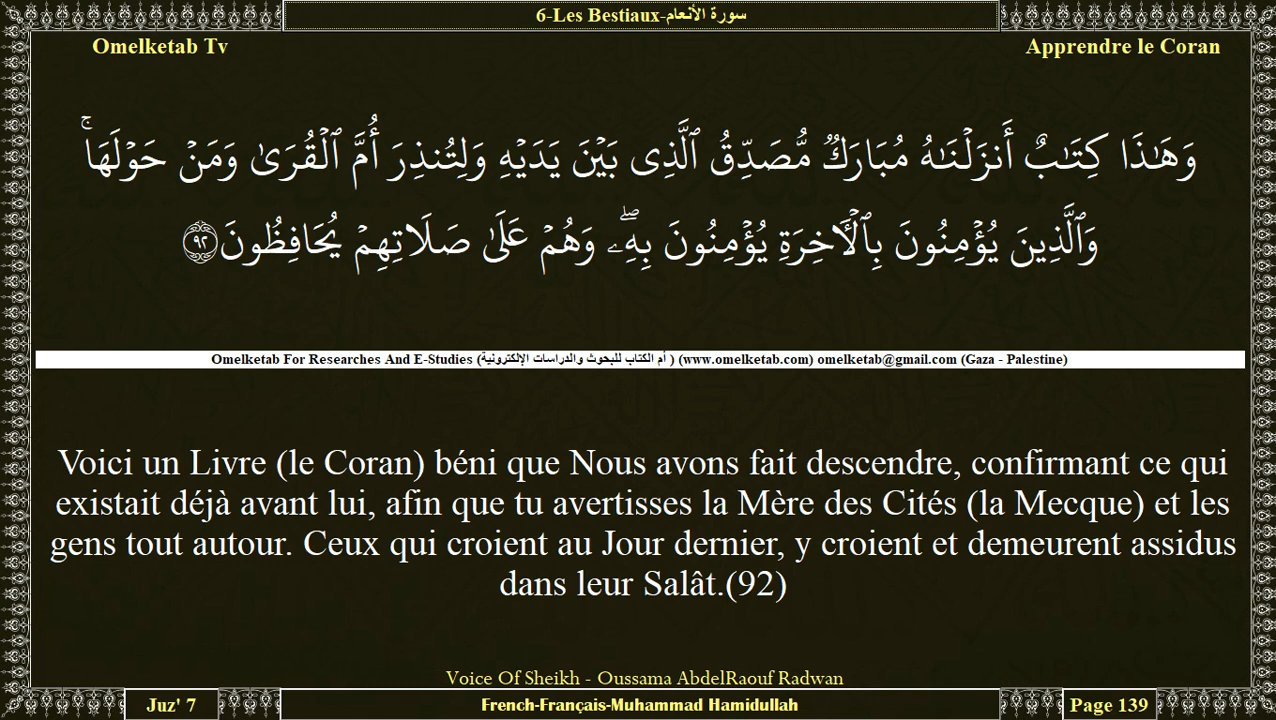 6-Les Bestiaux-سورة الأنعام
Omelketab Tv
Apprendre le Coran
وَهَٰذَا كِتَٰبٌ أَنزَلْنَٰهُ مُبَارَكٌ مُّصَدِّقُ ٱلَّذِى بَيْنَ يَدَيْهِ وَلِتُنذِرَ أُمَّ ٱلْقُرَىٰ وَمَنْ حَوْلَهَا ۚ
وَٱلَّذِينَ يُؤْمِنُونَ بِٱلْءَاخِرَةِ يُؤْمِنُونَ بِهِۦ ۖ وَهُمْ عَلَىٰ صَلَاتِهِمْ يُحَافِظُونَ ٩٢
Omelketab For Researches And E-Studies (أم الكتاب للبحوث والدراسات الإلكترونية ) (www.omelketab.com) omelketab@gmail.com (Gaza - Palestine)
Voici un Livre (le Coran) béni que Nous avons fait descendre, confirmant ce qui
existait déjà avant lui, afin que tu avertisses la Mère des Cités (la Mecque) et les
gens tout autour. Ceux qui croient au Jour dernier, y croient et demeurent assidus
dans leur Salât.(92)
Voice Of Sheikh - Oussama AbdelRaouf Radwan
Juz' 7
French-Français-Muhammad Hamidullah
Page 139